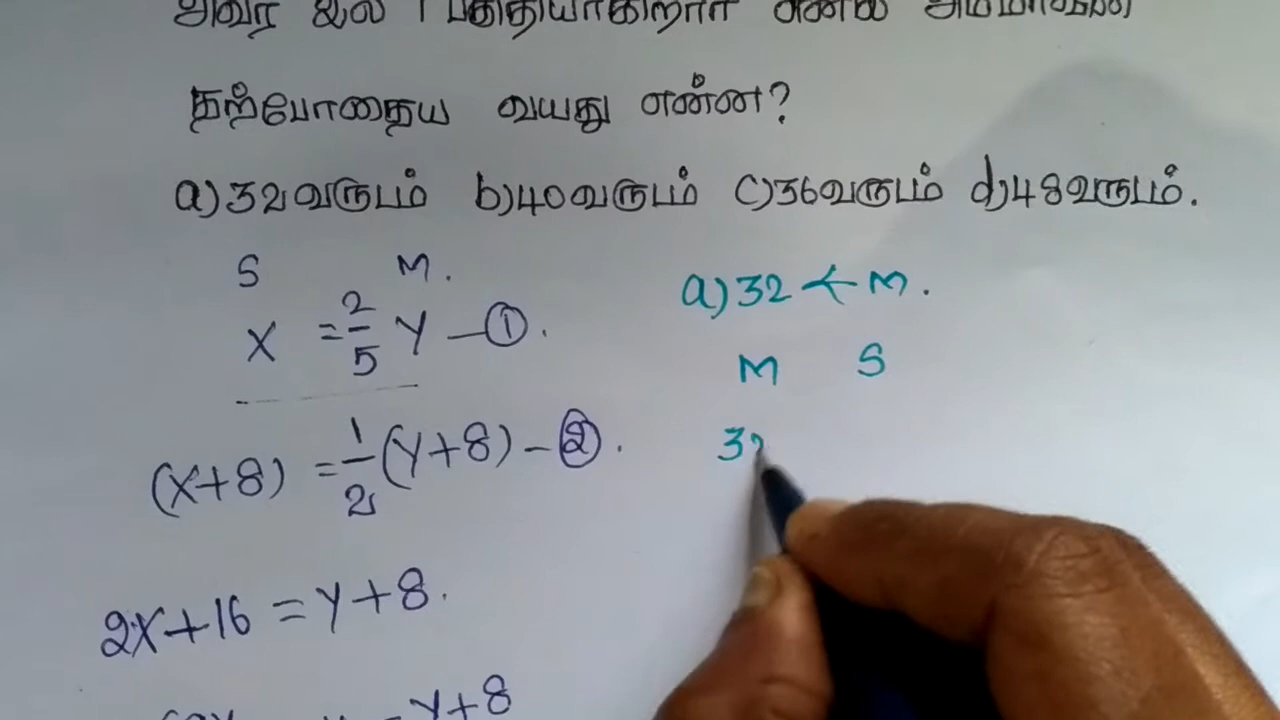 தற்போதைய வயது என்ன?
a) 32 வருடம் b) 40 வருடம் c) 36 வருடம் d) 48 வருடம்.
S M.
X = 2/5 Y — ①.
(X+8) = 1/2 (Y+8) - ②.
2X+16 = Y+8.
Y+8
a) 32 ← M.
M S
32